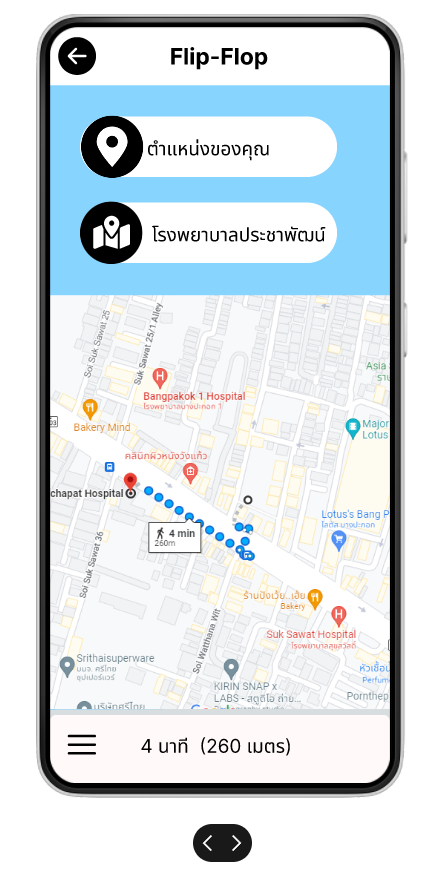 Flip-Flop
ตำแหน่งของคุณ
โรงพยาบาลประชาพัฒน์
Soi Suk Sawat 25
Suk Sawat 25/1 Alley
Bangpakok 1 Hospital
โรงพยาบาลบางปะกอก 1
Asia
Bakery Mind
Major
Lotus
คลินิกผิวหนังวังแก้ว
chapat Hospital
Lotus's Bang P
โลตัส บางปะกอก
4 min
260m
Soi Suk Sawat 36
ร้านปังเว้ย..เฮ้ย
Bakery
Suk Sawat Hospital
โรงพยาบาลสุขสวัสดิ์
Soi Watthana Wit
Srithaisuperware
บมจ. ศรีไทย
ซุปเปอร์แวร์
หัวเชื้อ
Perfum
KIRIN SNAP x
LABS - สตูดิโอ ถ่าย...
Pornthep
บริษัทศรีไทย
4 นาที (260 เมตร)